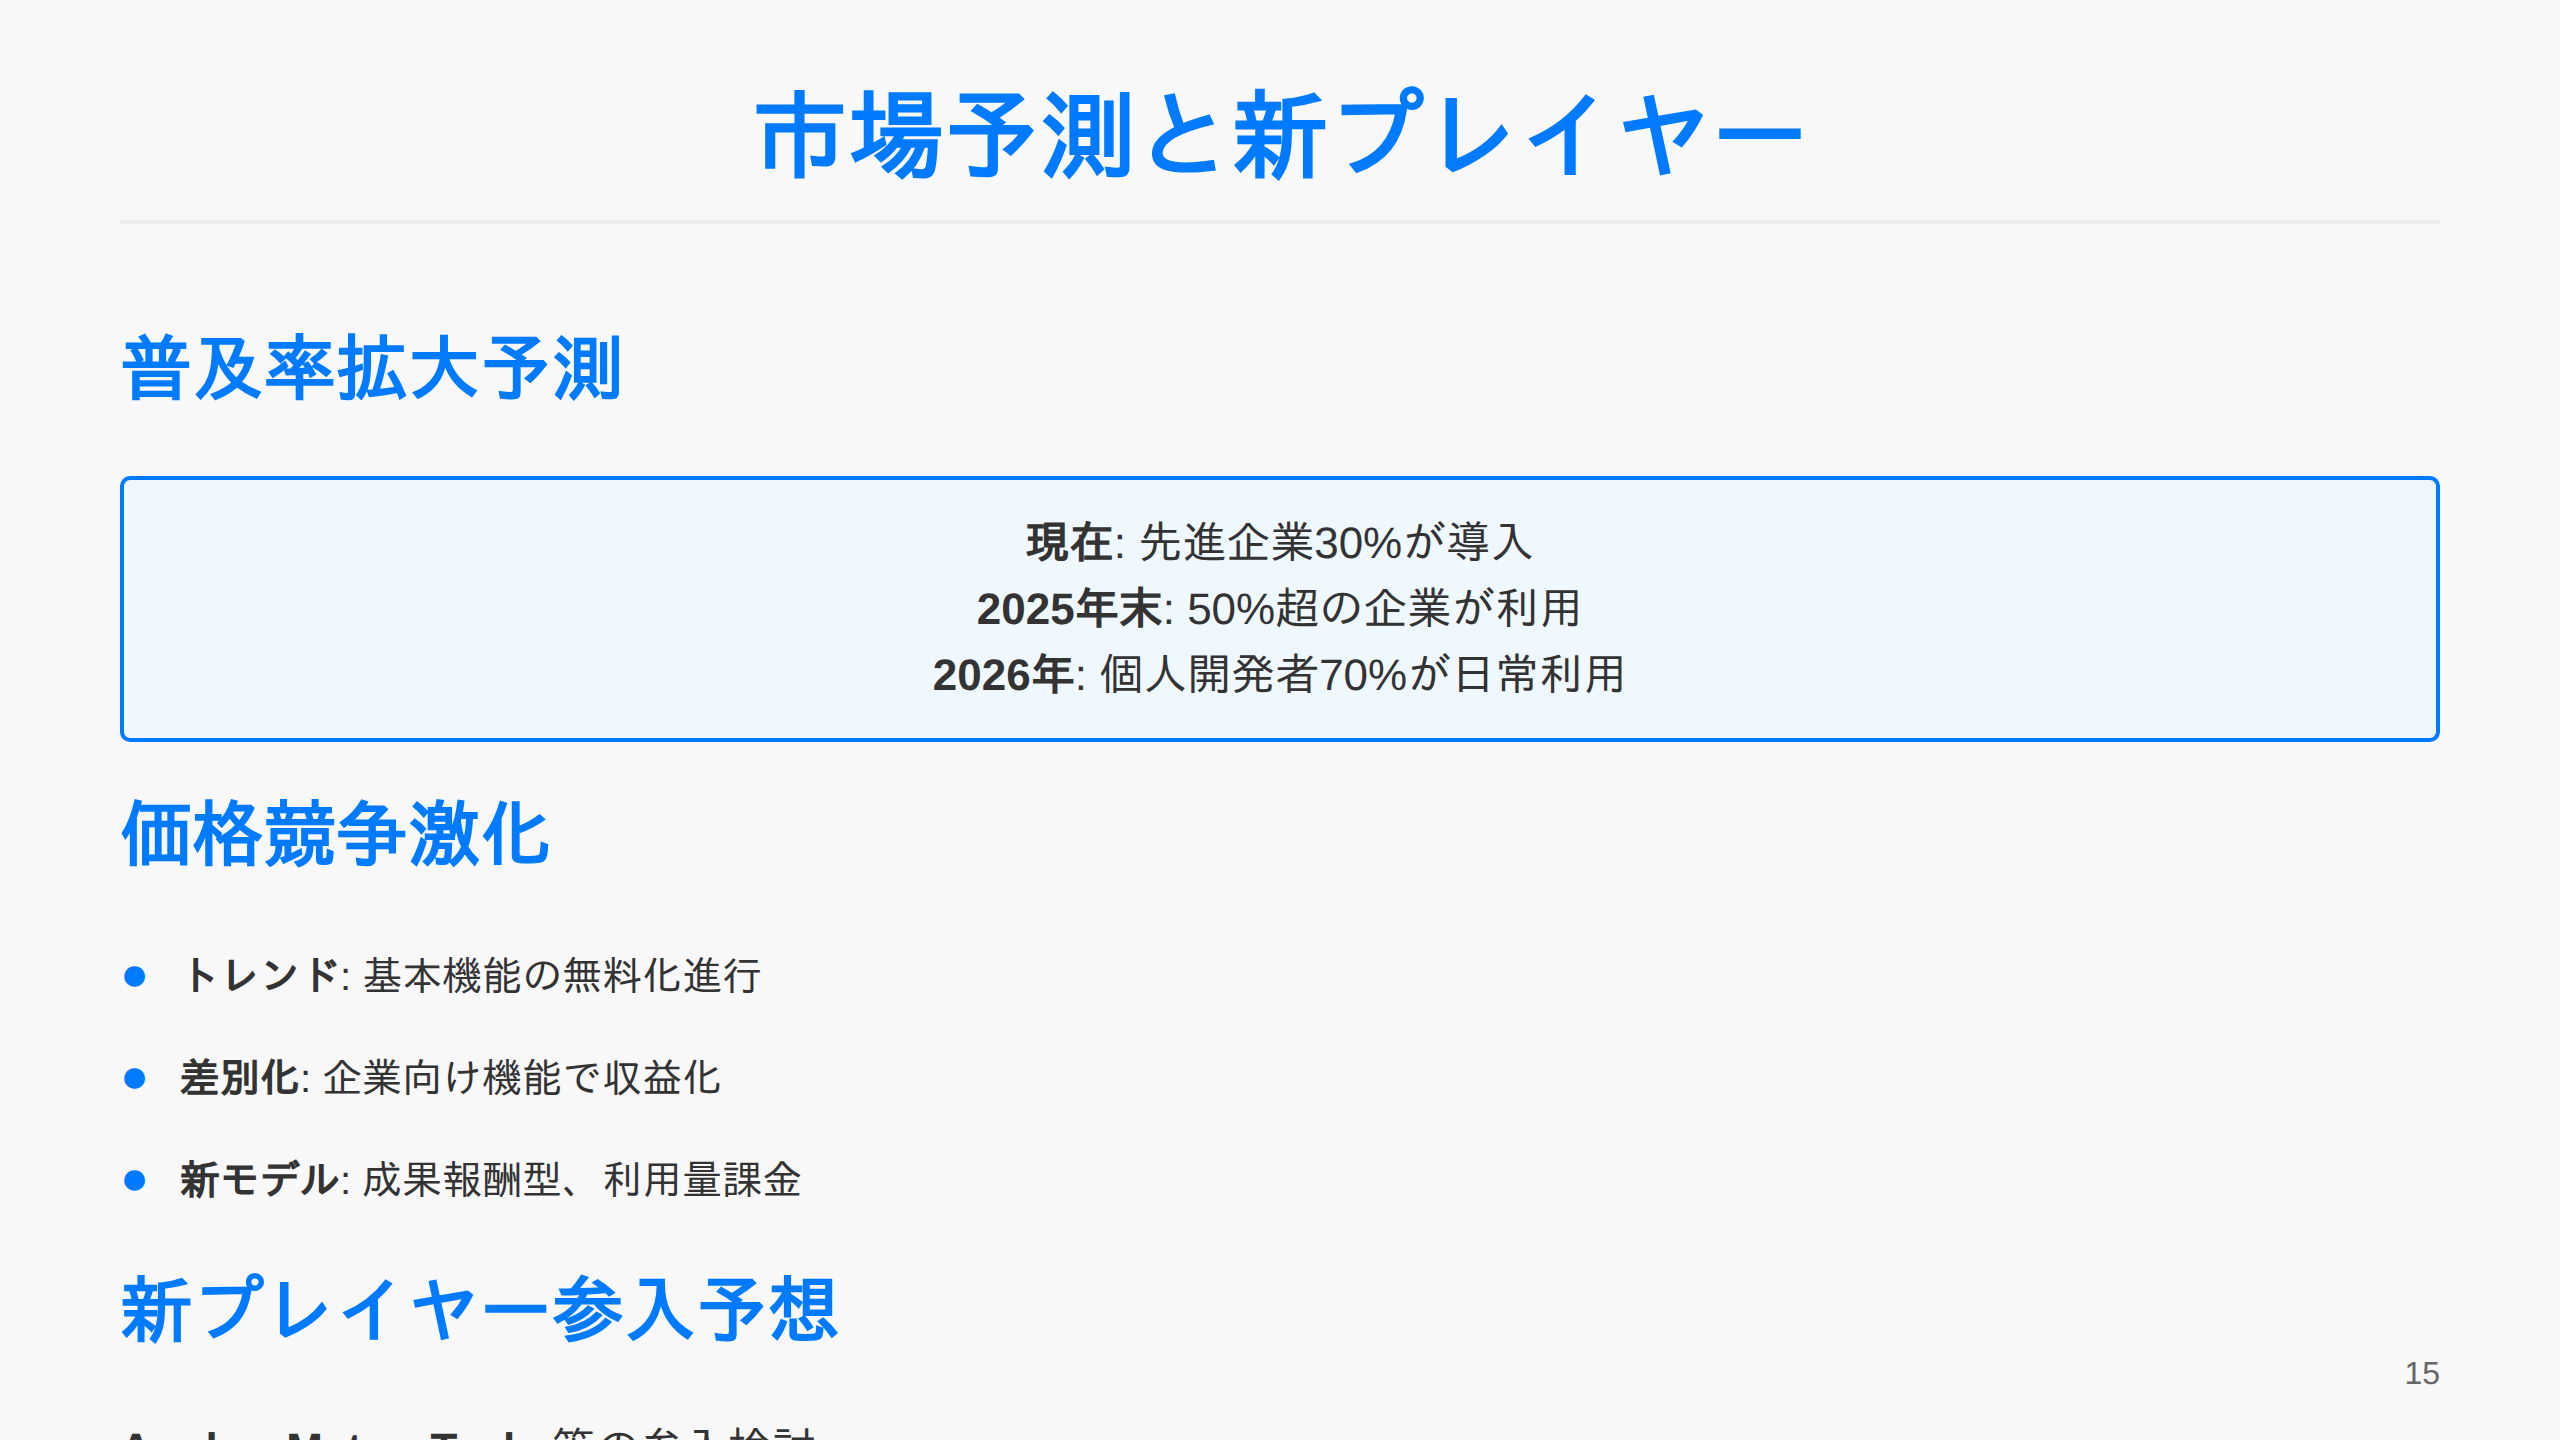 市場予測と新プレイヤー
普及率拡大予測
現在: 先進企業30%が導入
2025年末: 50%超の企業が利用
2026年: 個人開発者70%が日常利用
価格競争激化
● トレンド: 基本機能の無料化進行
● 差別化: 企業向け機能で収益化
● 新モデル: 成果報酬型、利用量課金
新プレイヤー参入予想
15
等の参入検討